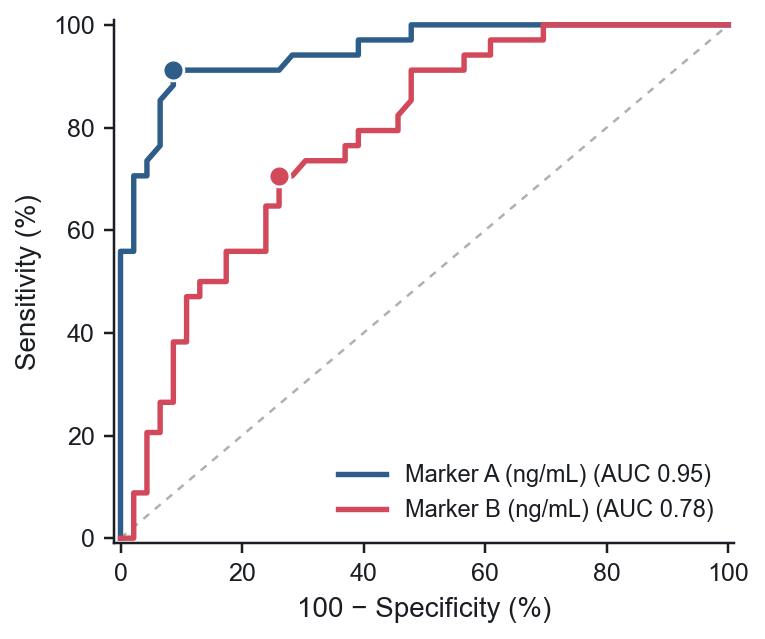 100
80
60
40
20
0
Sensitivity (%)
Marker A (ng/mL) (AUC 0.95)
Marker B (ng/mL) (AUC 0.78)
0 20 40 60 80 100
100 − Specificity (%)